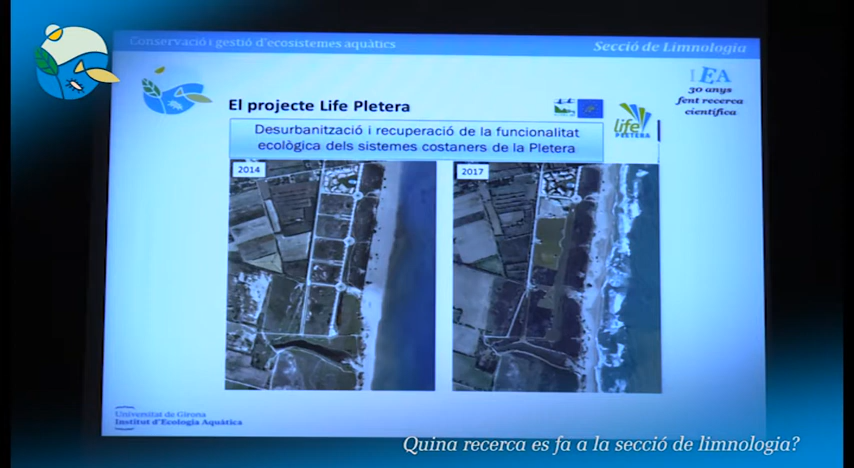 Conservació i gestió d'ecosistemes aquàtics
Secció de Limnologia
IEA
30 anys
fent recerca
científica
El projecte Life Pletera
life
PLETERA
Desurbanització i recuperació de la funcionalitat
ecològica dels sistemes costaners de la Pletera
2014
2017
Universitat de Girona
Institut d'Ecologia Aquàtica
Quina recerca es fa a la secció de limnologia?